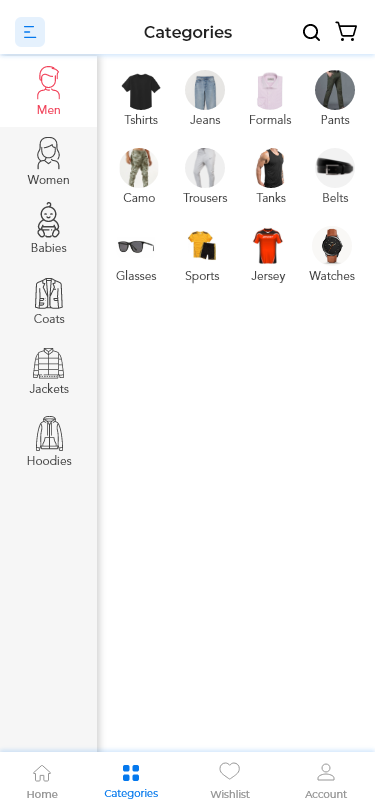 Categories
Men
Women
Babies
Coats
Jackets
Hoodies
Tshirts Jeans Formals Pants
Camo Trousers Tanks Belts
Glasses Sports Jersey Watches
Home Categories Wishlist Account